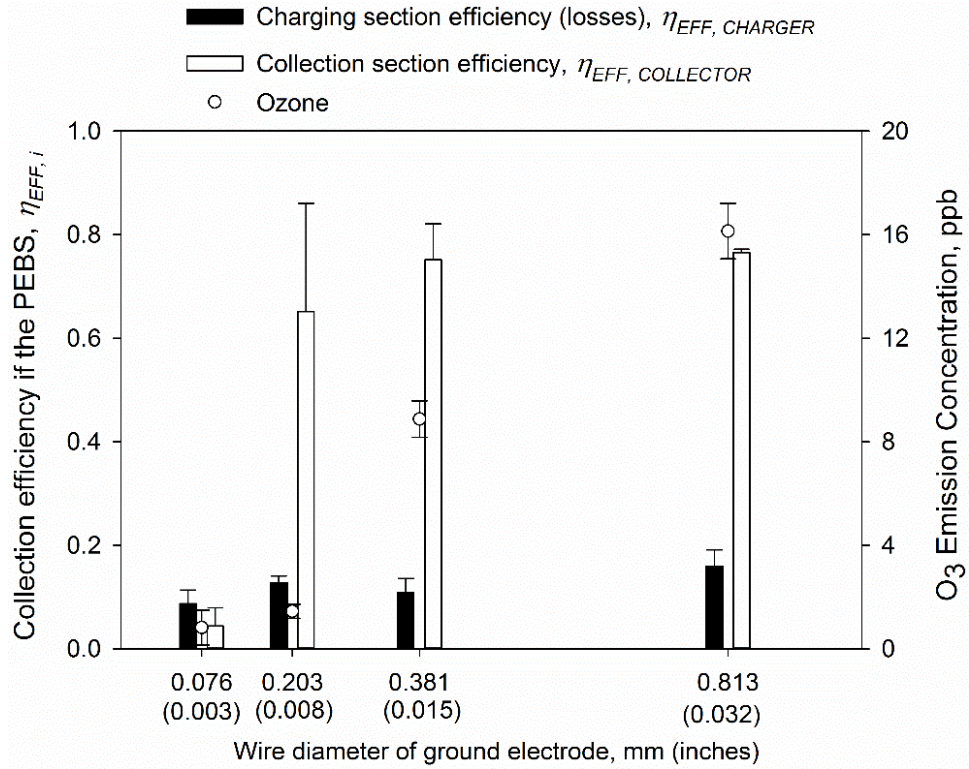 Charging section efficiency (losses), ηEFF, CHARGER
Collection section efficiency, ηEFF, COLLECTOR
Ozone
Collection efficiency if the PEBS, ηEFF, i
1.0
0.8
0.6
0.4
0.2
0.0
20
16
12
8
4
0
O3 Emission Concentration, ppb
0.076 0.203 0.381 0.813
(0.003) (0.008) (0.015) (0.032)
Wire diameter of ground electrode, mm (inches)